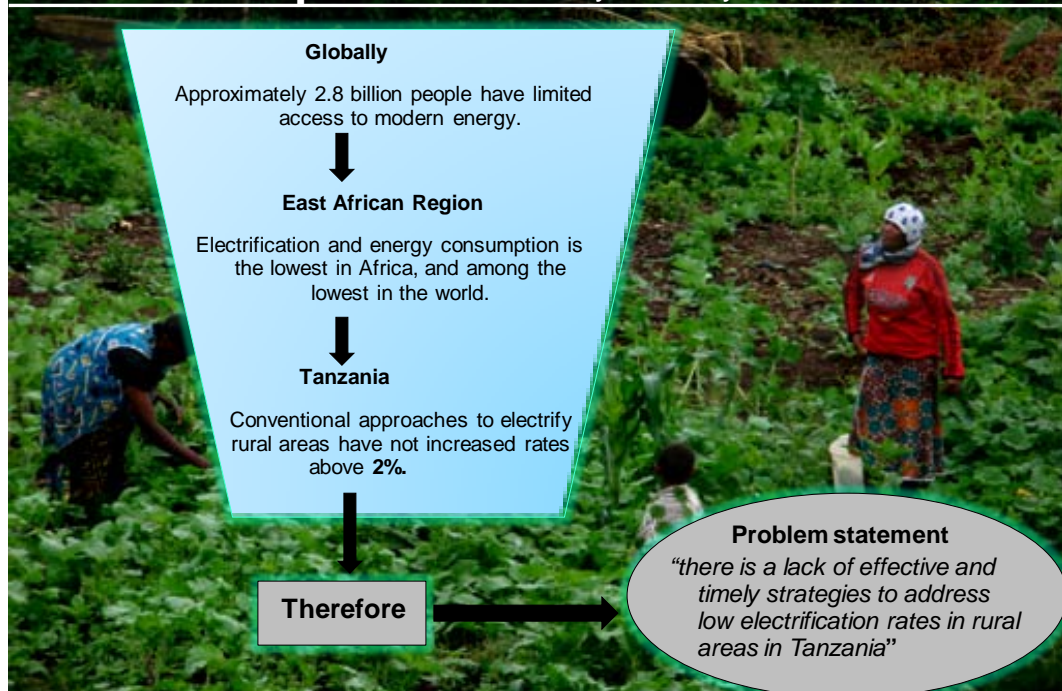 Globally
Approximately 2.8 billion people have limited
access to modern energy.
East African Region
Electrification and energy consumption is
the lowest in Africa, and among the
lowest in the world.
Tanzania
Conventional approaches to electrify
rural areas have not increased rates
above 2%.
Therefore
Problem statement
“there is a lack of effective and
timely strategies to address
low electrification rates in rural
areas in Tanzania”